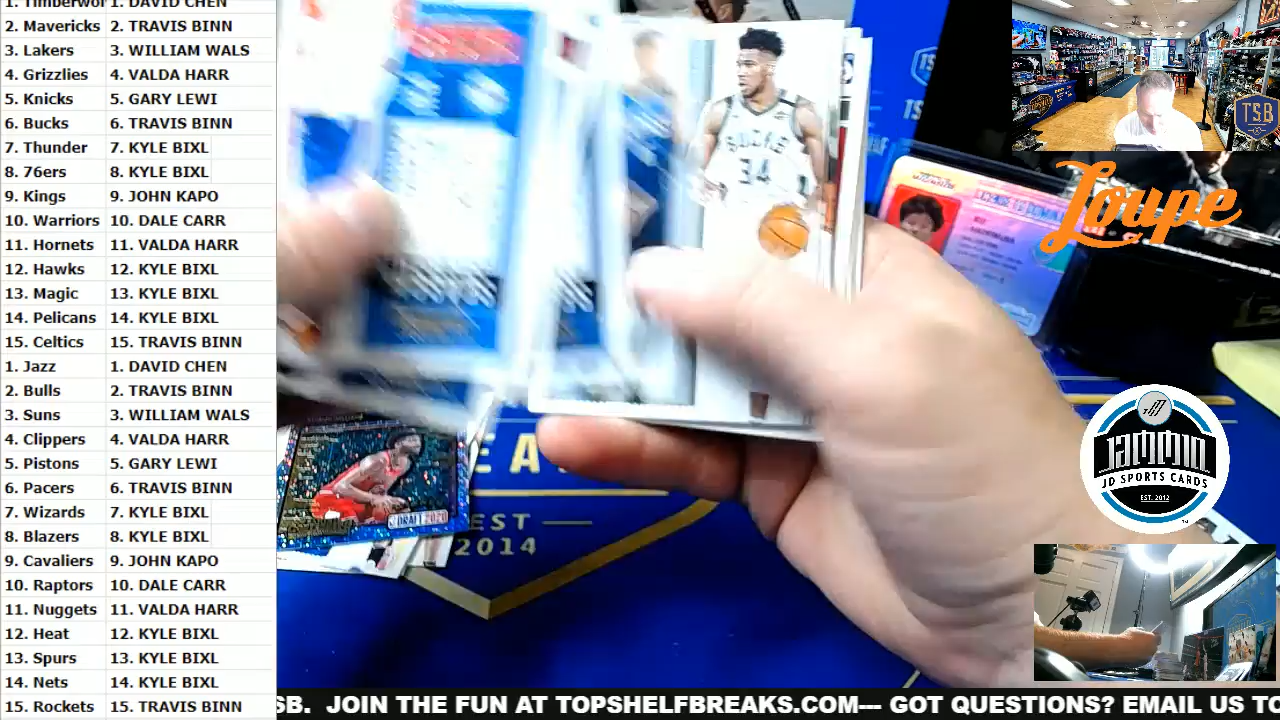 1. Timberwol 1. DAVID CHEN
2. Mavericks 2. TRAVIS BINN
3. Lakers 3. WILLIAM WALS
4. Grizzlies 4. VALDA HARR
5. Knicks 5. GARY LEWI
6. Bucks 6. TRAVIS BINN
7. Thunder 7. KYLE BIXL
8. 76ers 8. KYLE BIXL
9. Kings 9. JOHN KAPO
10. Warriors 10. DALE CARR
11. Hornets 11. VALDA HARR
12. Hawks 12. KYLE BIXL
13. Magic 13. KYLE BIXL
14. Pelicans 14. KYLE BIXL
15. Celtics 15. TRAVIS BINN
1. Jazz 1. DAVID CHEN
2. Bulls 2. TRAVIS BINN
3. Suns 3. WILLIAM WALS
4. Clippers 4. VALDA HARR
5. Pistons 5. GARY LEWI
6. Pacers 6. TRAVIS BINN
7. Wizards 7. KYLE BIXL
8. Blazers 8. KYLE BIXL
9. Cavaliers 9. JOHN KAPO
10. Raptors 10. DALE CARR
11. Nuggets 11. VALDA HARR
12. Heat 12. KYLE BIXL
13. Spurs 13. KYLE BIXL
14. Nets 14. KYLE BIXL
15. Rockets 15. TRAVIS BINN
BUCKS
34
DRAFT 2020
EA
EST
2014
TSB
Loupe
JAMMIN
JD SPORTS CARDS
EST. 2012
SB. JOIN THE FUN AT TOPSHELFBREAKS.COM--- GOT QUESTIONS? EMAIL US TO